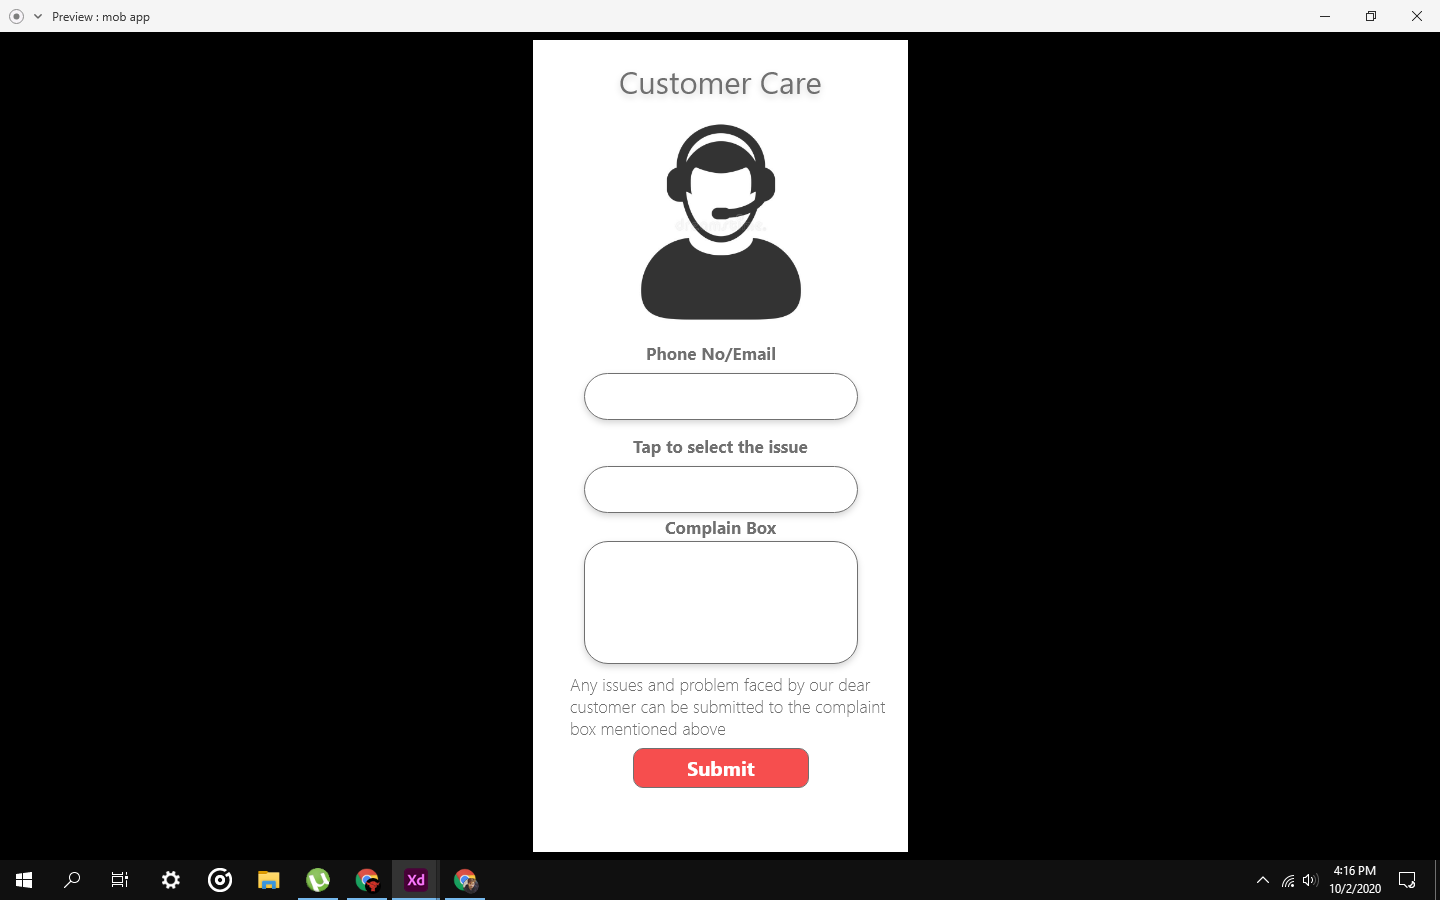 Preview : mob app
Customer Care
Phone No/Email
Tap to select the issue
Complain Box
Any issues and problem faced by our dear
customer can be submitted to the complaint
box mentioned above
Submit
Xd
4:16 PM
10/2/2020